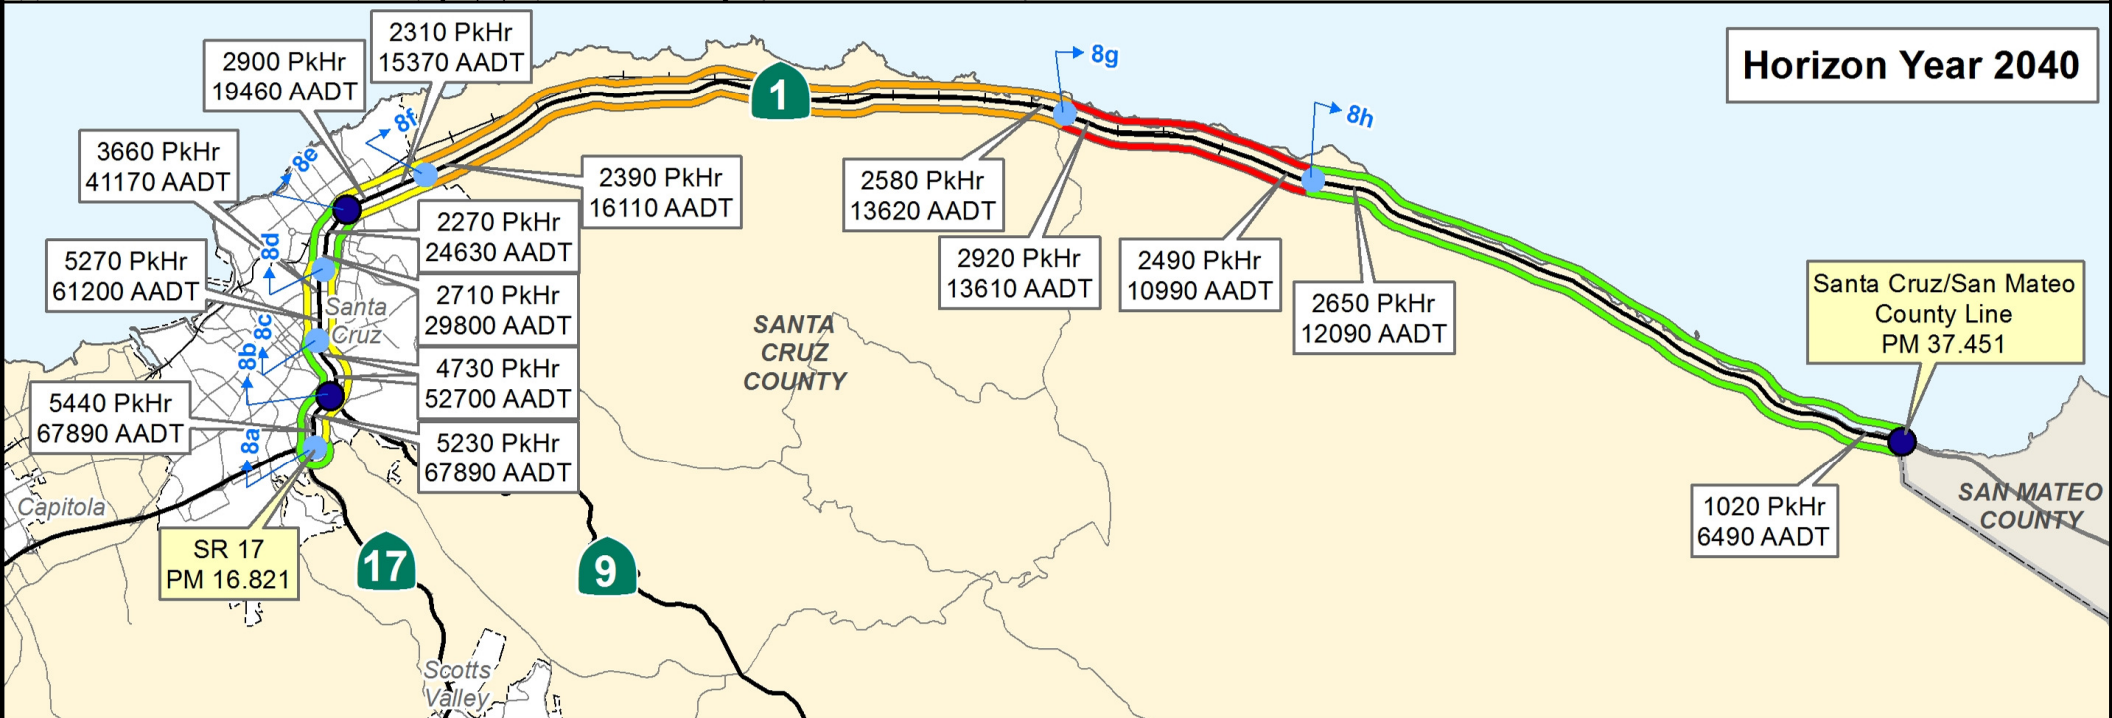 Horizon Year 2040
2310 PkHr
15370 AADT
2900 PkHr
19460 AADT
3660 PkHr
41170 AADT
5270 PkHr
61200 AADT
5440 PkHr
67890 AADT
SR 17
PM 16.821
8a
8b
8c
8d
8e
8f
8g
8h
1
2390 PkHr
16110 AADT
2270 PkHr
24630 AADT
2710 PkHr
29800 AADT
4730 PkHr
52700 AADT
5230 PkHr
67890 AADT
2580 PkHr
13620 AADT
2920 PkHr
13610 AADT
2490 PkHr
10990 AADT
2650 PkHr
12090 AADT
Santa Cruz/San Mateo
County Line
PM 37.451
1020 PkHr
6490 AADT
Santa
Cruz
SANTA
CRUZ
COUNTY
SAN MATEO
COUNTY
Capitola
17
9
Scotts
Valley